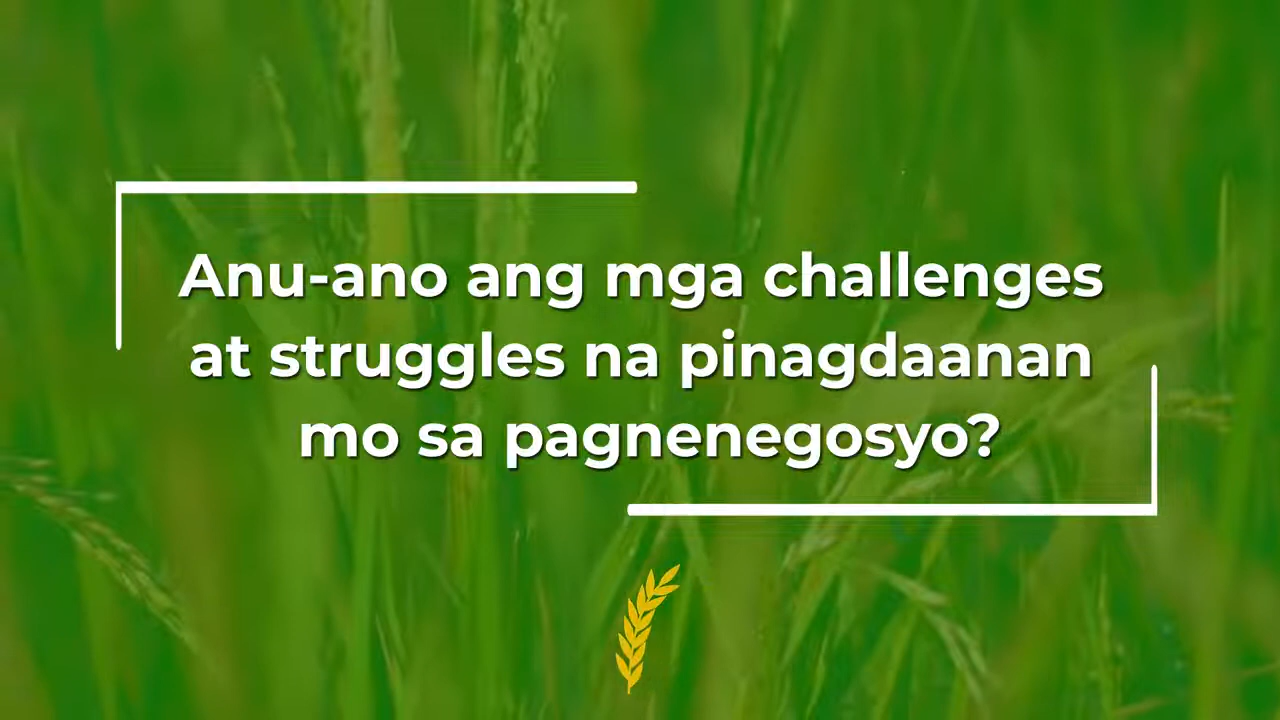 Anu-ano ang mga challenges
at struggles na pinagdaanan
mo sa pagnenegosyo?